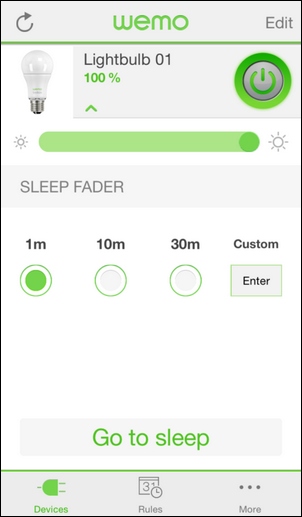 wemo Edit
Lightbulb 01
100 %
SLEEP FADER
1m 10m 30m Custom
Enter
Go to sleep
31
Devices Rules More